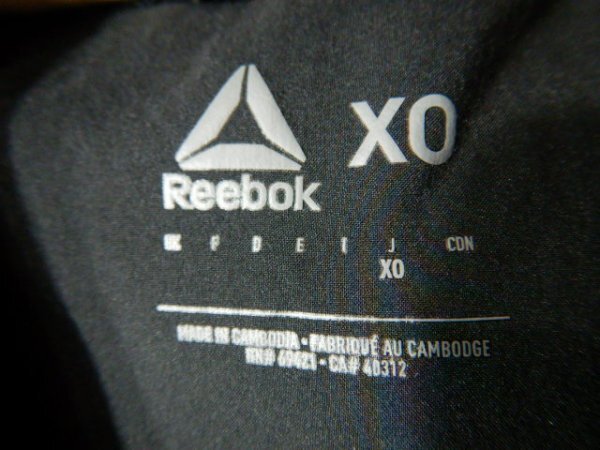 XO
Reebok
UK F D E I J CDN
XO
MADE IN CAMBODIA • FABRIQUÉ AU CAMBODGE
RN# 69421 • CA# 40312